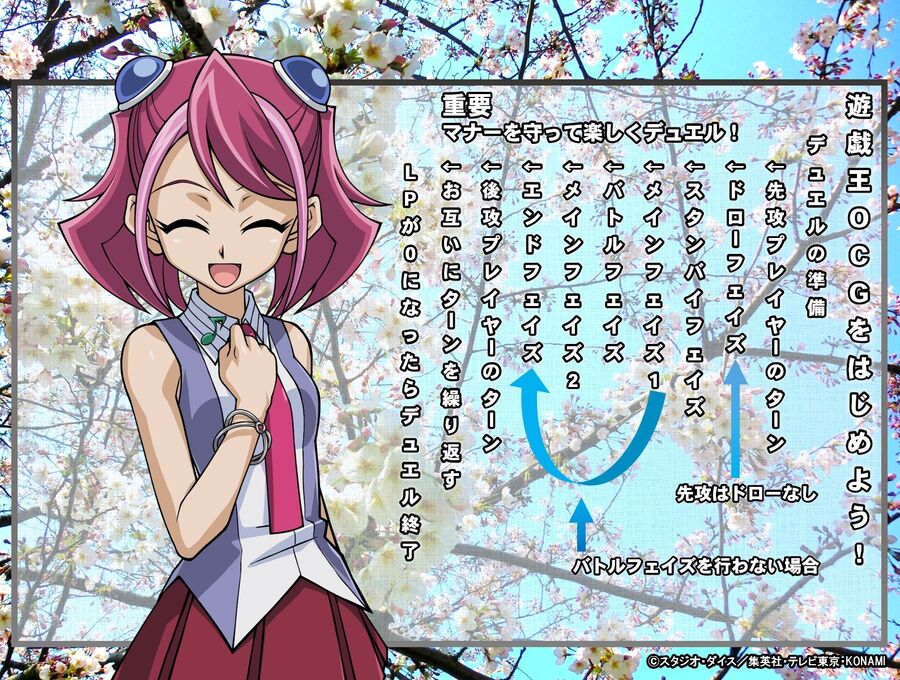 遊戯王OCGをはじめよう！
デュエルの準備
←先攻プレイヤーのターン
←ドローフェイズ
←スタンバイフェイズ
←メインフェイズ1
←バトルフェイズ
←メインフェイズ2
←エンドフェイズ
←後攻プレイヤーのターン
←お互いにターンを繰り返す
LPが0になったらデュエル終了
重要
マナーを守って楽しくデュエル！
先攻はドローなし
バトルフェイズを行わない場合
©スタジオ・ダイス／集英社・テレビ東京・KONAMI